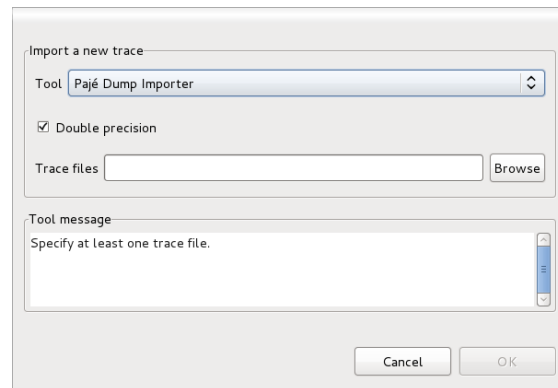 Import a new trace
Tool Pajé Dump Importer
Double precision
Trace files Browse
Tool message
Specify at least one trace file.
Cancel OK